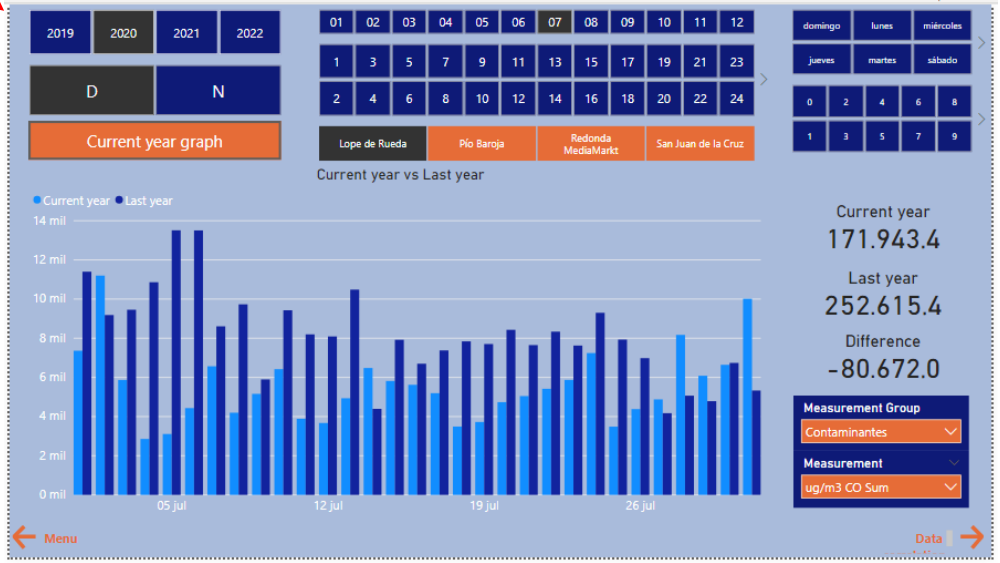 2019 2020 2021 2022
D N
Current year graph
01 02 03 04 05 06 07 08 09 10 11 12
1 3 5 7 9 11 13 15 17 19 21 23
2 4 6 8 10 12 14 16 18 20 22 24
Lope de Rueda Pío Baroja Redonda MediaMarkt San Juan de la Cruz
domingo lunes miércoles
jueves martes sábado
0 2 4 6 8
1 3 5 7 9
Current year vs Last year
Current year Last year
14 mil
12 mil
10 mil
8 mil
6 mil
4 mil
2 mil
0 mil
05 jul 12 jul 19 jul 26 jul
Current year
171.943.4
Last year
252.615.4
Difference
-80.672.0
Measurement Group
Contaminantes
Measurement
ug/m3 CO Sum
Menu
Data